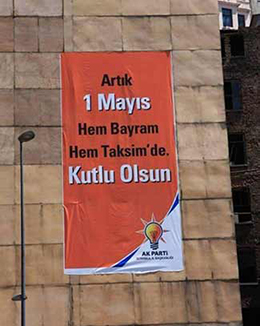 Artık
1 Mayıs
Hem Bayram
Hem Taksim'de.
Kutlu Olsun
AK PARTİ